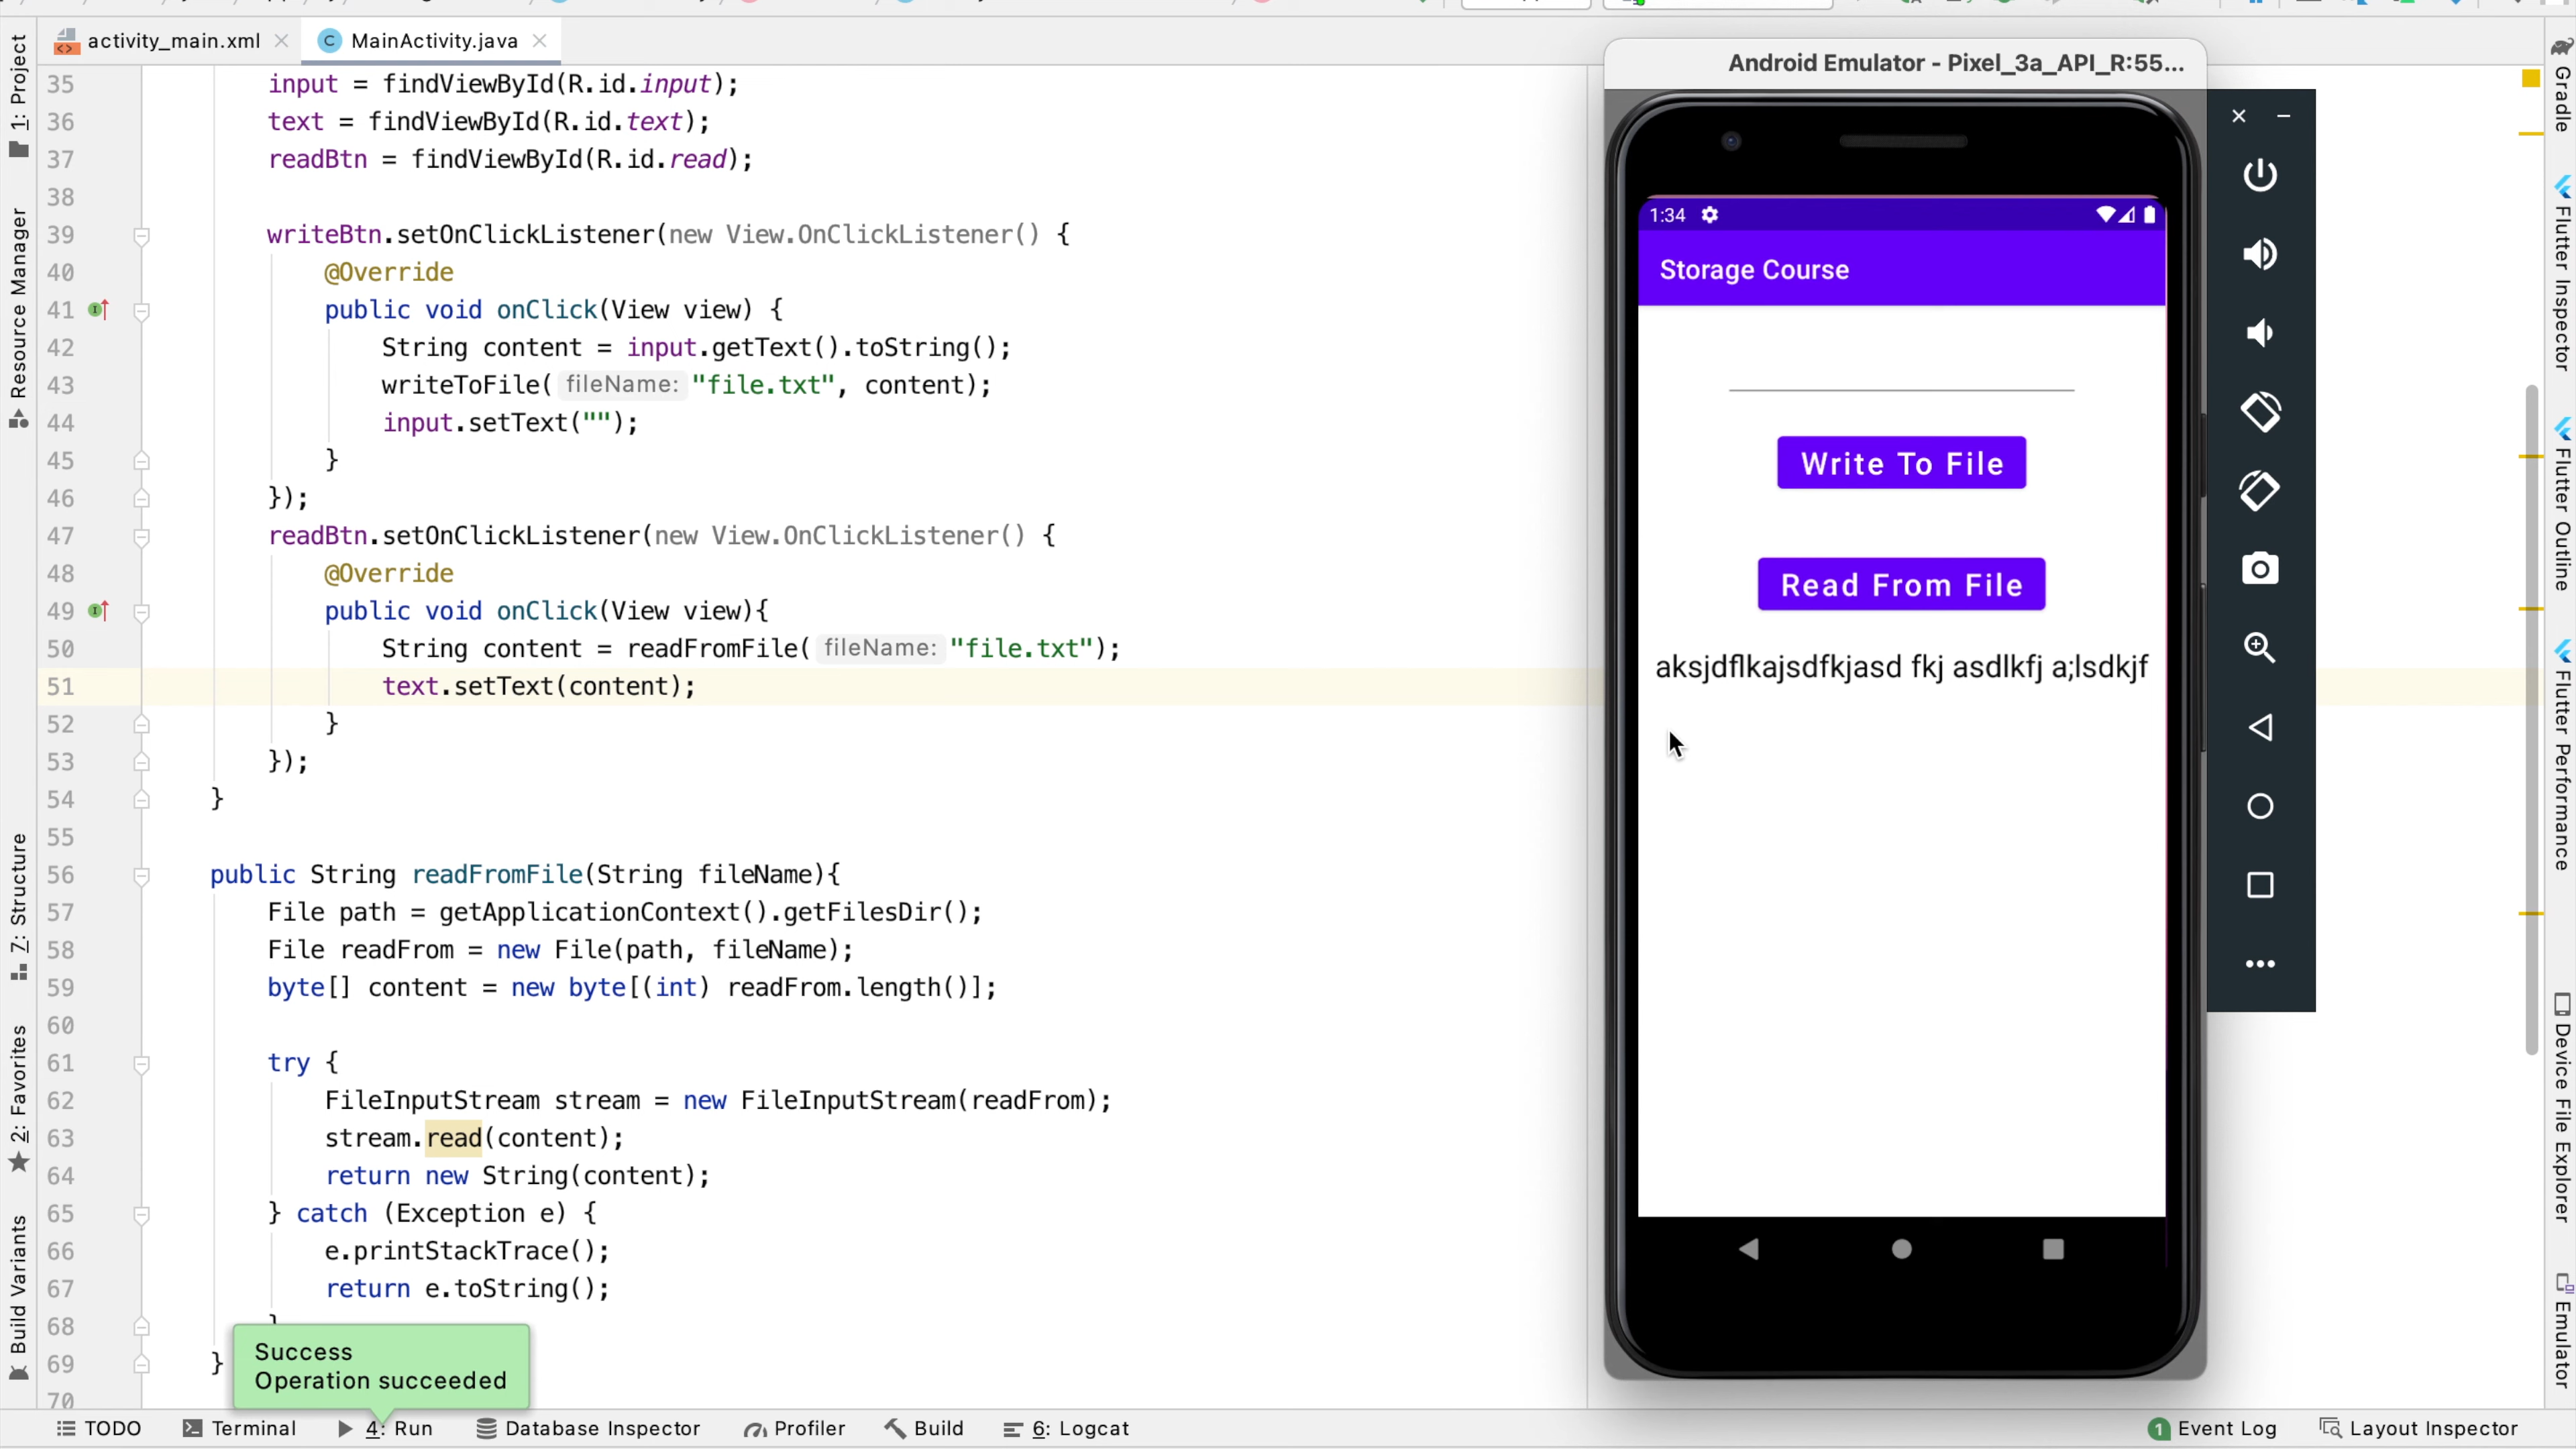 activity_main.xml
MainActivity.java
35 input = findViewById(R.id.input);
36 text = findViewById(R.id.text);
37 readBtn = findViewById(R.id.read);
38
39 writeBtn.setOnClickListener(new View.OnClickListener() {
40 @Override
41 public void onClick(View view) {
42 String content = input.getText().toString();
43 writeToFile( fileName: "file.txt", content);
44 input.setText("");
45 }
46 });
47 readBtn.setOnClickListener(new View.OnClickListener() {
48 @Override
49 public void onClick(View view){
50 String content = readFromFile( fileName: "file.txt");
51 text.setText(content);
52 }
53 });
54 }
55
56 public String readFromFile(String fileName){
57 File path = getApplicationContext().getFilesDir();
58 File readFrom = new File(path, fileName);
59 byte[] content = new byte[(int) readFrom.length()];
60
61 try {
62 FileInputStream stream = new FileInputStream(readFrom);
63 stream.read(content);
64 return new String(content);
65 } catch (Exception e) {
66 e.printStackTrace();
67 return e.toString();
68 }
69 }
70
Success
Operation succeeded
1: Project
Resource Manager
7: Structure
2: Favorites
Build Variants
Android Emulator - Pixel_3a_API_R:55...
1:34
Storage Course
Write To File
Read From File
aksjdflkajsdfkjasd fkj asdlkfj a;lsdkjf
Gradle
Flutter Inspector
Flutter Outline
Flutter Performance
Device File Explorer
Emulator
TODO
Terminal
4: Run
Database Inspector
Profiler
Build
6: Logcat
1 Event Log
Layout Inspector